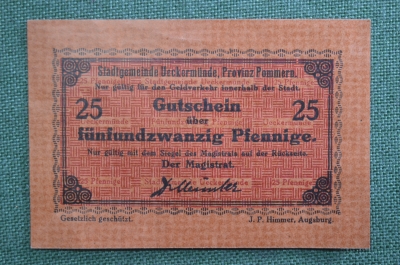 Stadtgemeinde Ueckermünde, Provinz Pommern.
Nur gültig für den Geldverkehr innerhalb der Stadt.
25 Gutschein 25
über
fünfundzwanzig Pfennige.
Nur gültig mit dem Siegel des Magistrats auf der Rückseite.
Der Magistrat.
Gesetzlich geschützt. J. P. Himmer, Augsburg.